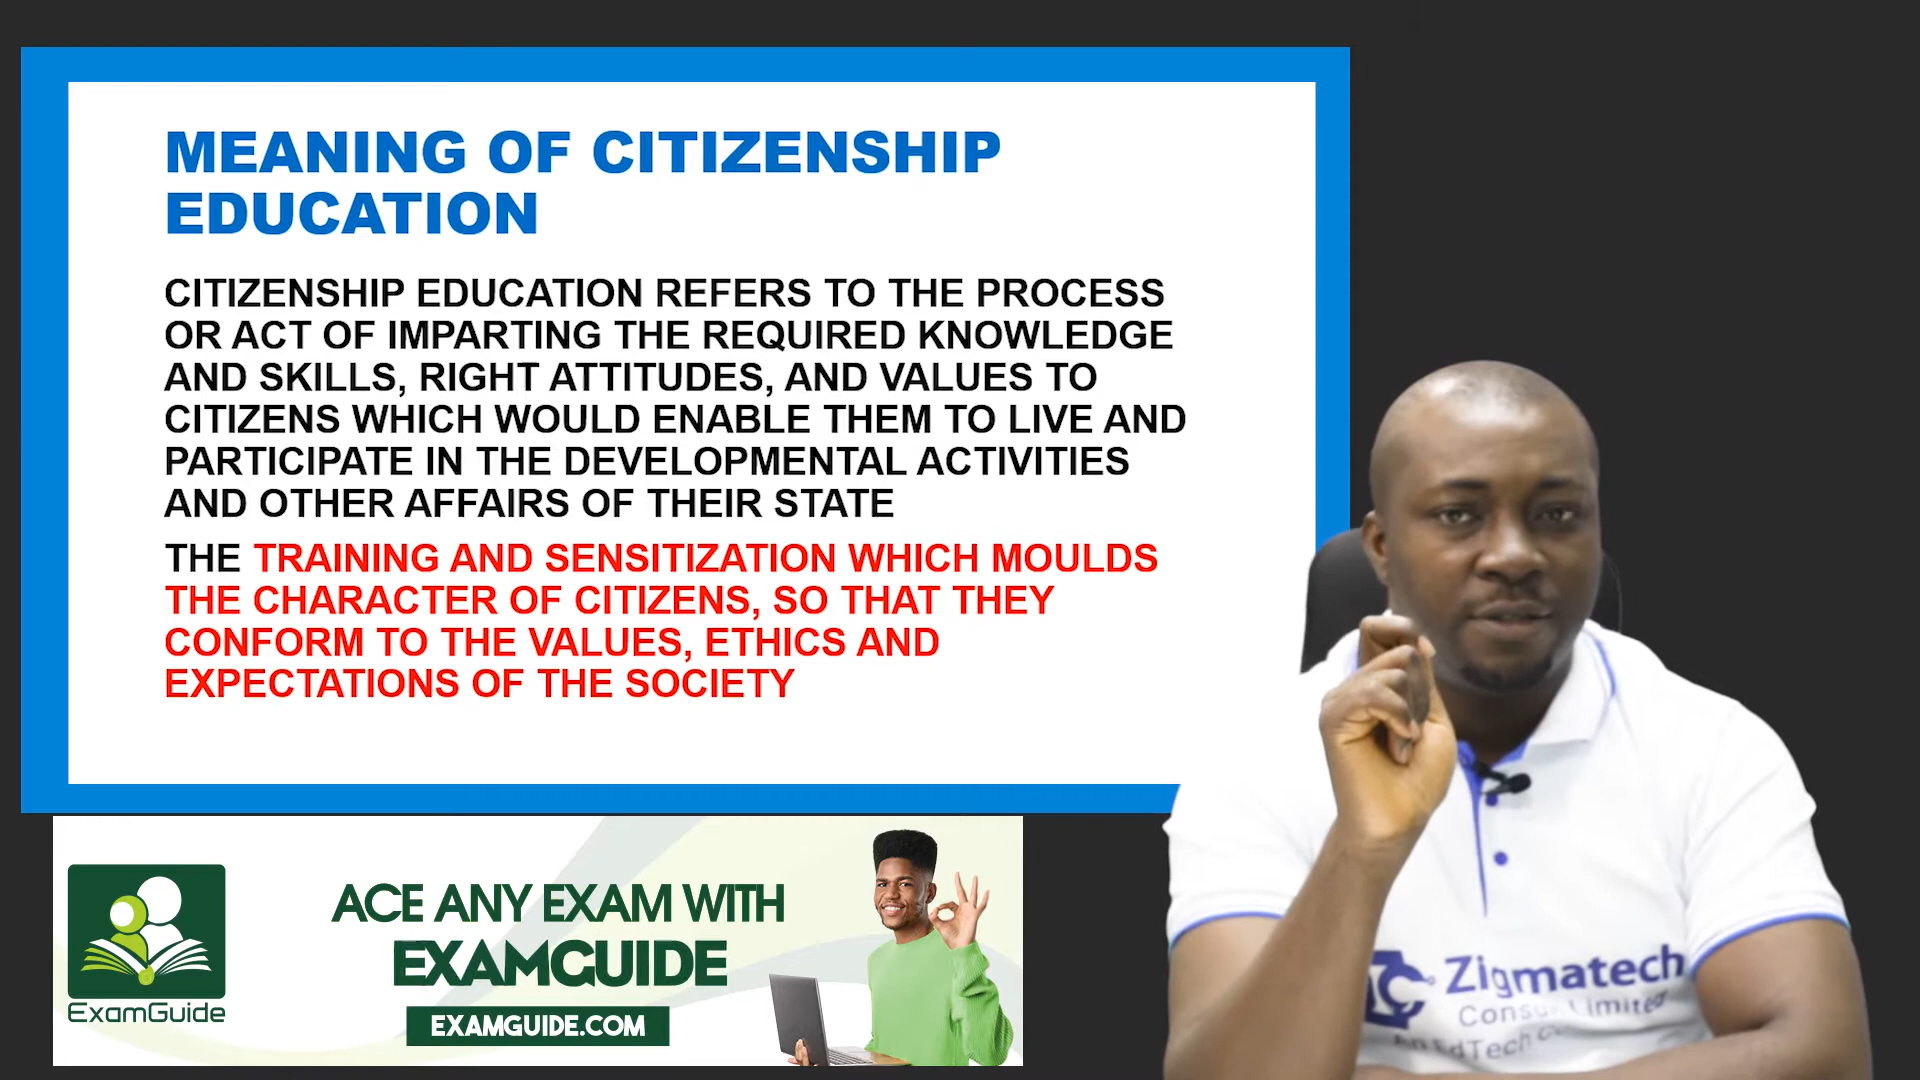 MEANING OF CITIZENSHIP
EDUCATION
CITIZENSHIP EDUCATION REFERS TO THE PROCESS
OR ACT OF IMPARTING THE REQUIRED KNOWLEDGE
AND SKILLS, RIGHT ATTITUDES, AND VALUES TO
CITIZENS WHICH WOULD ENABLE THEM TO LIVE AND
PARTICIPATE IN THE DEVELOPMENTAL ACTIVITIES
AND OTHER AFFAIRS OF THEIR STATE
THE TRAINING AND SENSITIZATION WHICH MOULDS
THE CHARACTER OF CITIZENS, SO THAT THEY
CONFORM TO THE VALUES, ETHICS AND
EXPECTATIONS OF THE SOCIETY
ExamGuide
ACE ANY EXAM WITH
EXAMGUIDE
EXAMGUIDE.COM
Zigmatech
Limited
EdTech